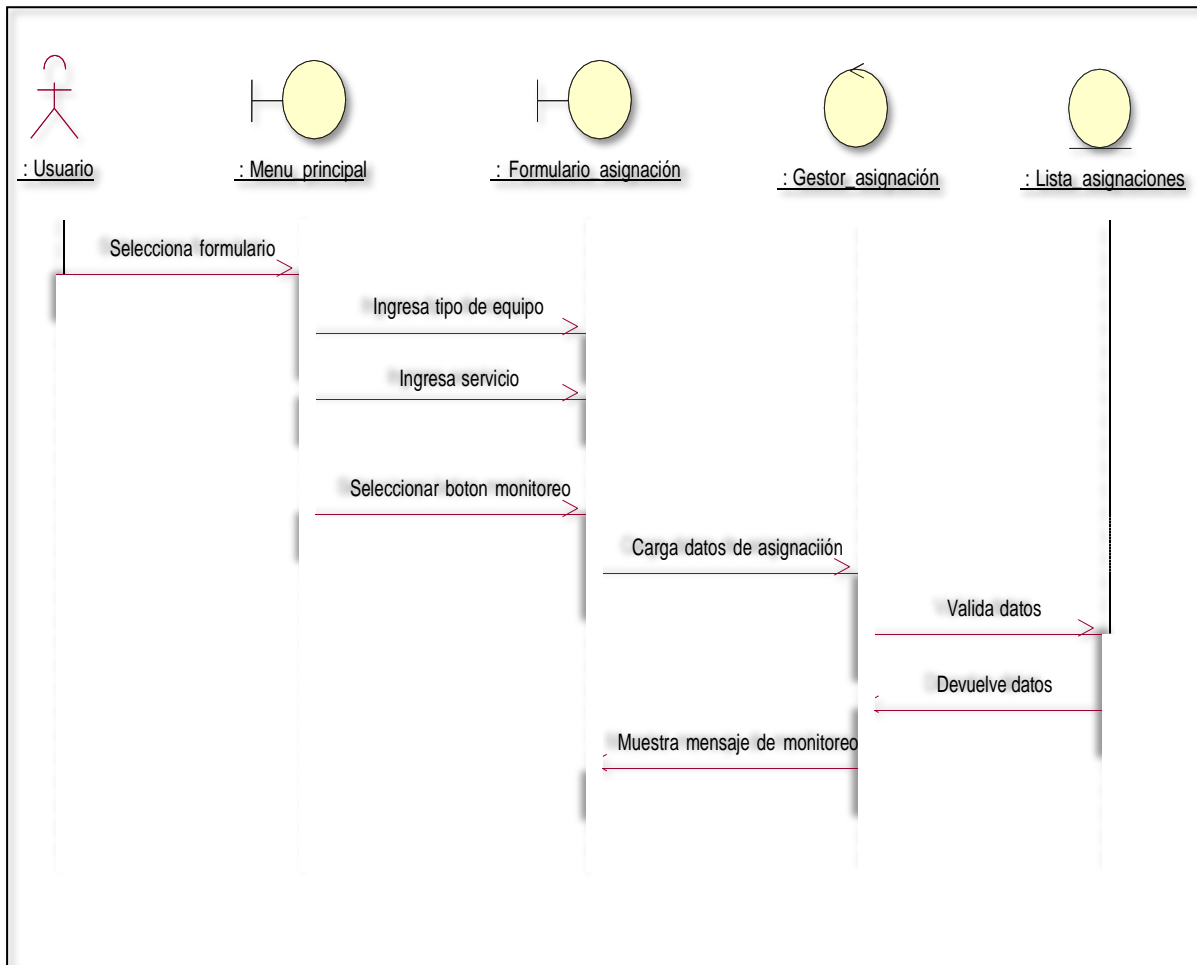 : Usuario
: Menu_principal
: Formulario_asignación
: Gestor_asignación
: Lista_asignaciones
Selecciona formulario
Ingresa tipo de equipo
Ingresa servicio
Seleccionar boton monitoreo
Carga datos de asignaciión
Valida datos
Devuelve datos
Muestra mensaje de monitoreo